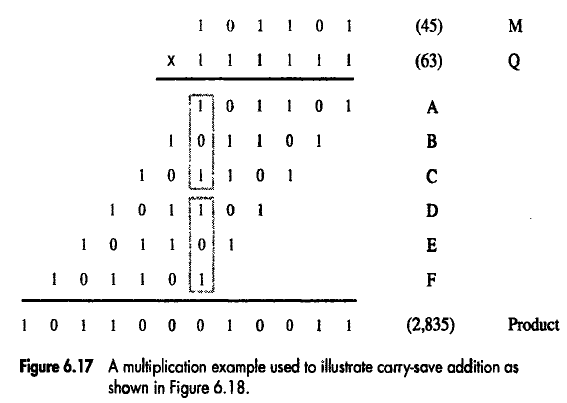 1 0 1 1 0 1 (45) M
x 1 1 1 1 1 1 (63) Q
1 0 1 1 0 1 A
1 0 1 1 0 1 B
1 0 1 1 0 1 C
1 0 1 1 0 1 D
1 0 1 1 0 1 E
1 0 1 1 0 1 F
1 0 1 1 0 0 0 1 0 0 1 1 (2,835) Product
Figure 6.17 A multiplication example used to illustrate carry-save addition as
shown in Figure 6.18.